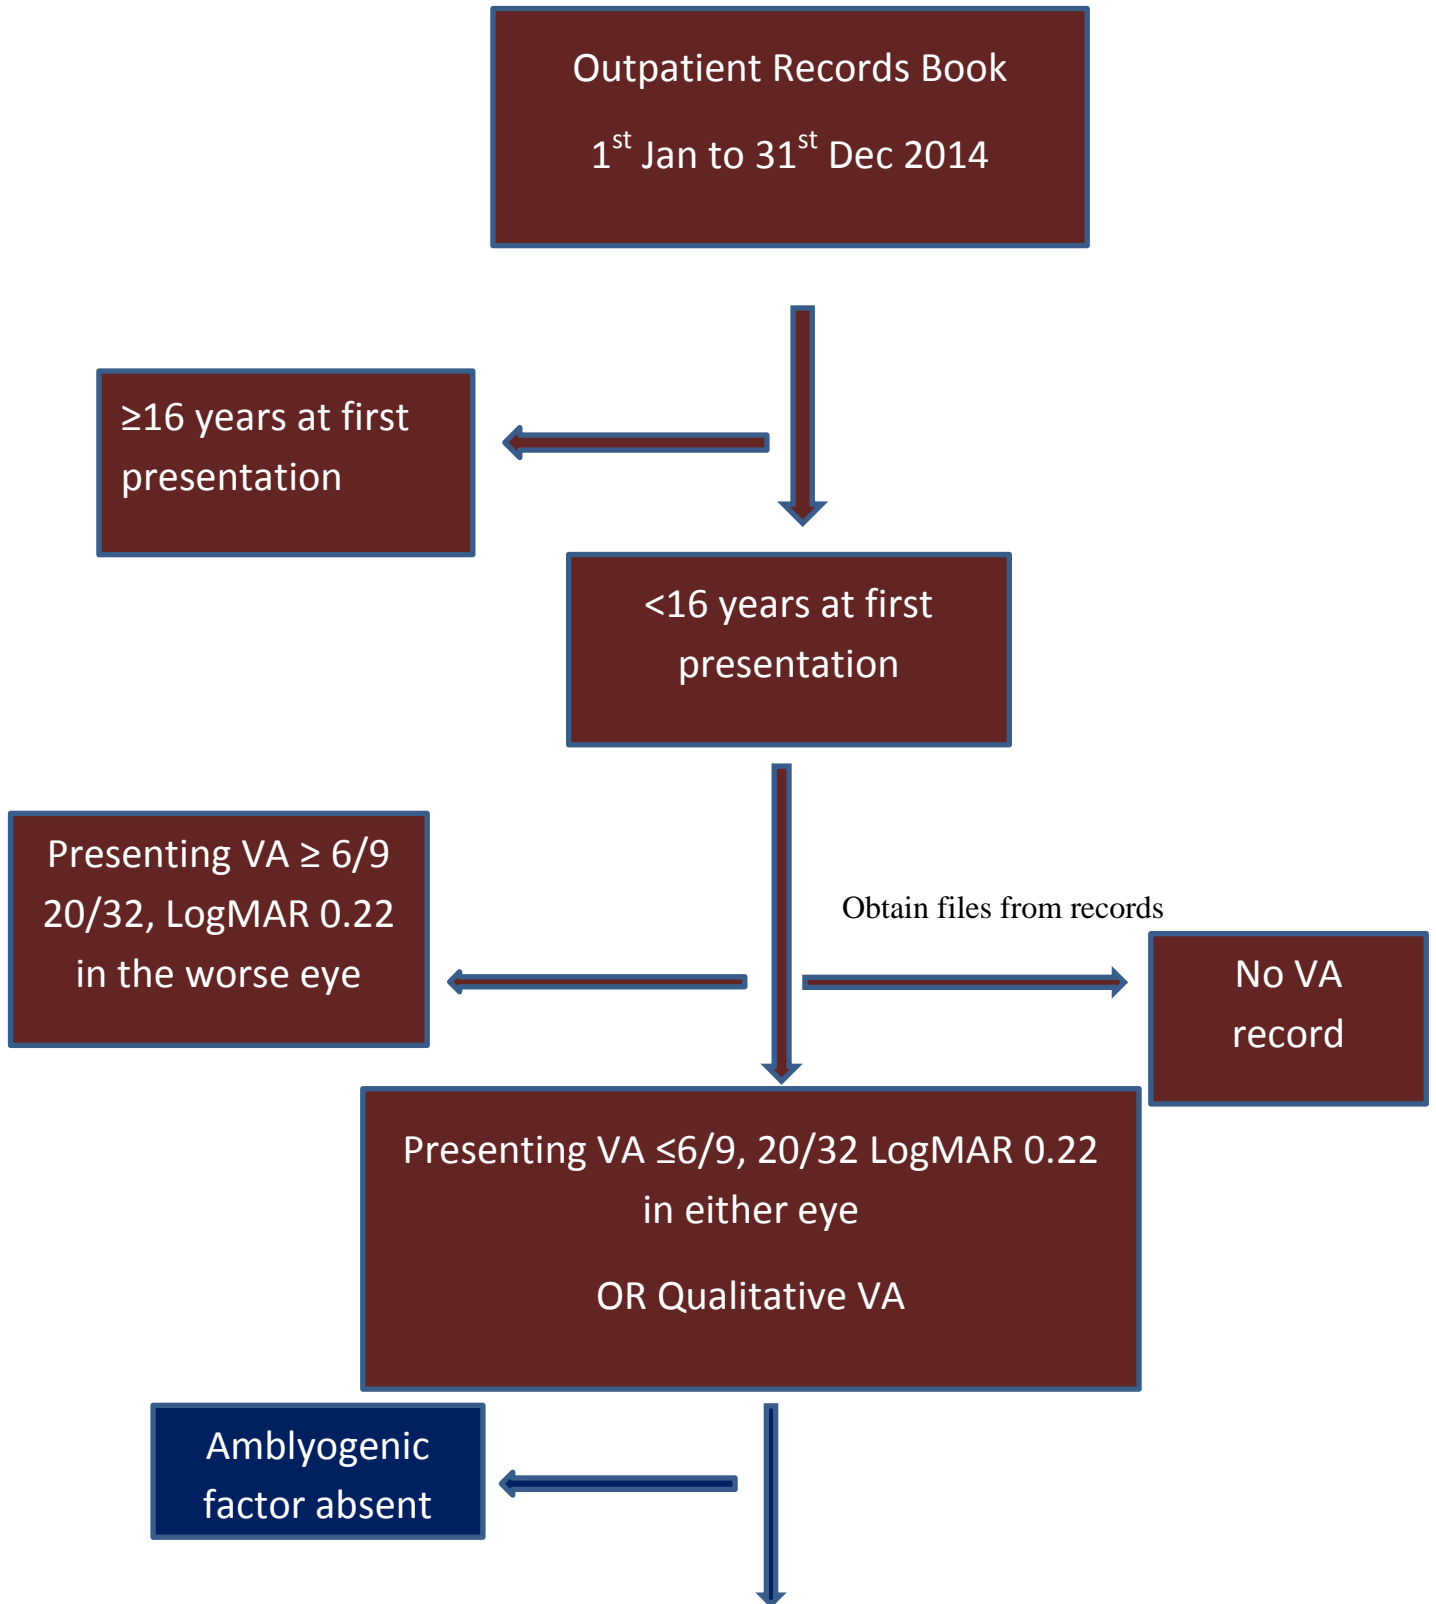 Outpatient Records Book
1st Jan to 31st Dec 2014
≥16 years at first
presentation
<16 years at first
presentation
Presenting VA ≥ 6/9
20/32, LogMAR 0.22
in the worse eye
Obtain files from records
No VA
record
Presenting VA ≤6/9, 20/32 LogMAR 0.22
in either eye
OR Qualitative VA
Amblyogenic
factor absent